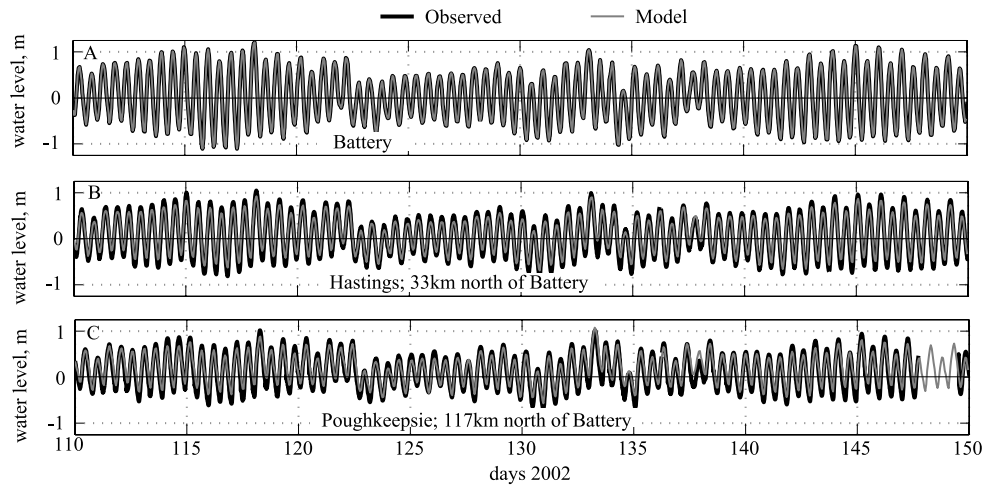 Observed Model
water level, m
1
0
-1
A
Battery
water level, m
1
0
-1
B
Hastings; 33km north of Battery
water level, m
1
0
-1
C
Poughkeepsie; 117km north of Battery
110 115 120 125 130 135 140 145 150
days 2002